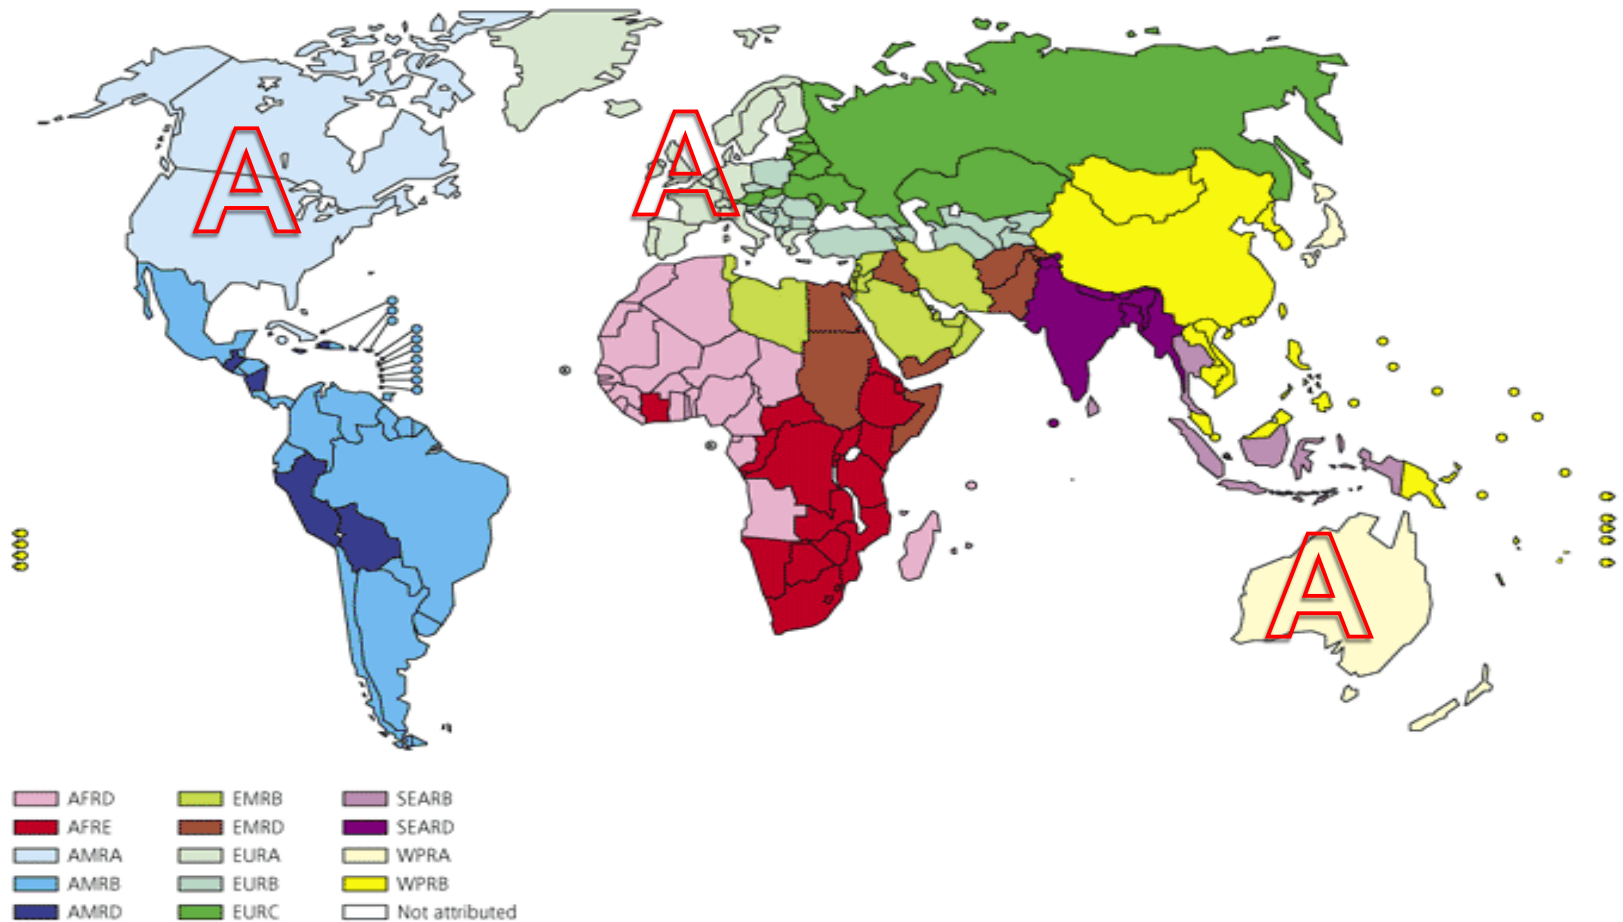 A
A
A
AFRD EMRB SEARB
AFRE EMRD SEARD
AMRA EURA WPRA
AMRB EURB WPRB
AMRD EURC Not attributed